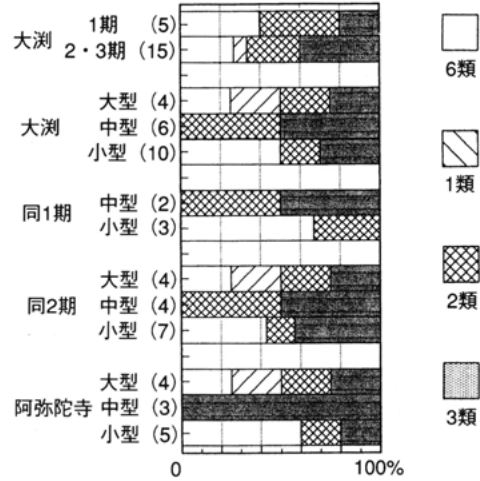 大渕 1期 (5)
2・3期 (15)
大渕 大型 (4)
中型 (6)
小型 (10)
同1期 中型 (2)
小型 (3)
同2期 大型 (4)
中型 (4)
小型 (7)
阿弥陀寺 大型 (4)
中型 (3)
小型 (5)
0 100%
6類
1類
2類
3類